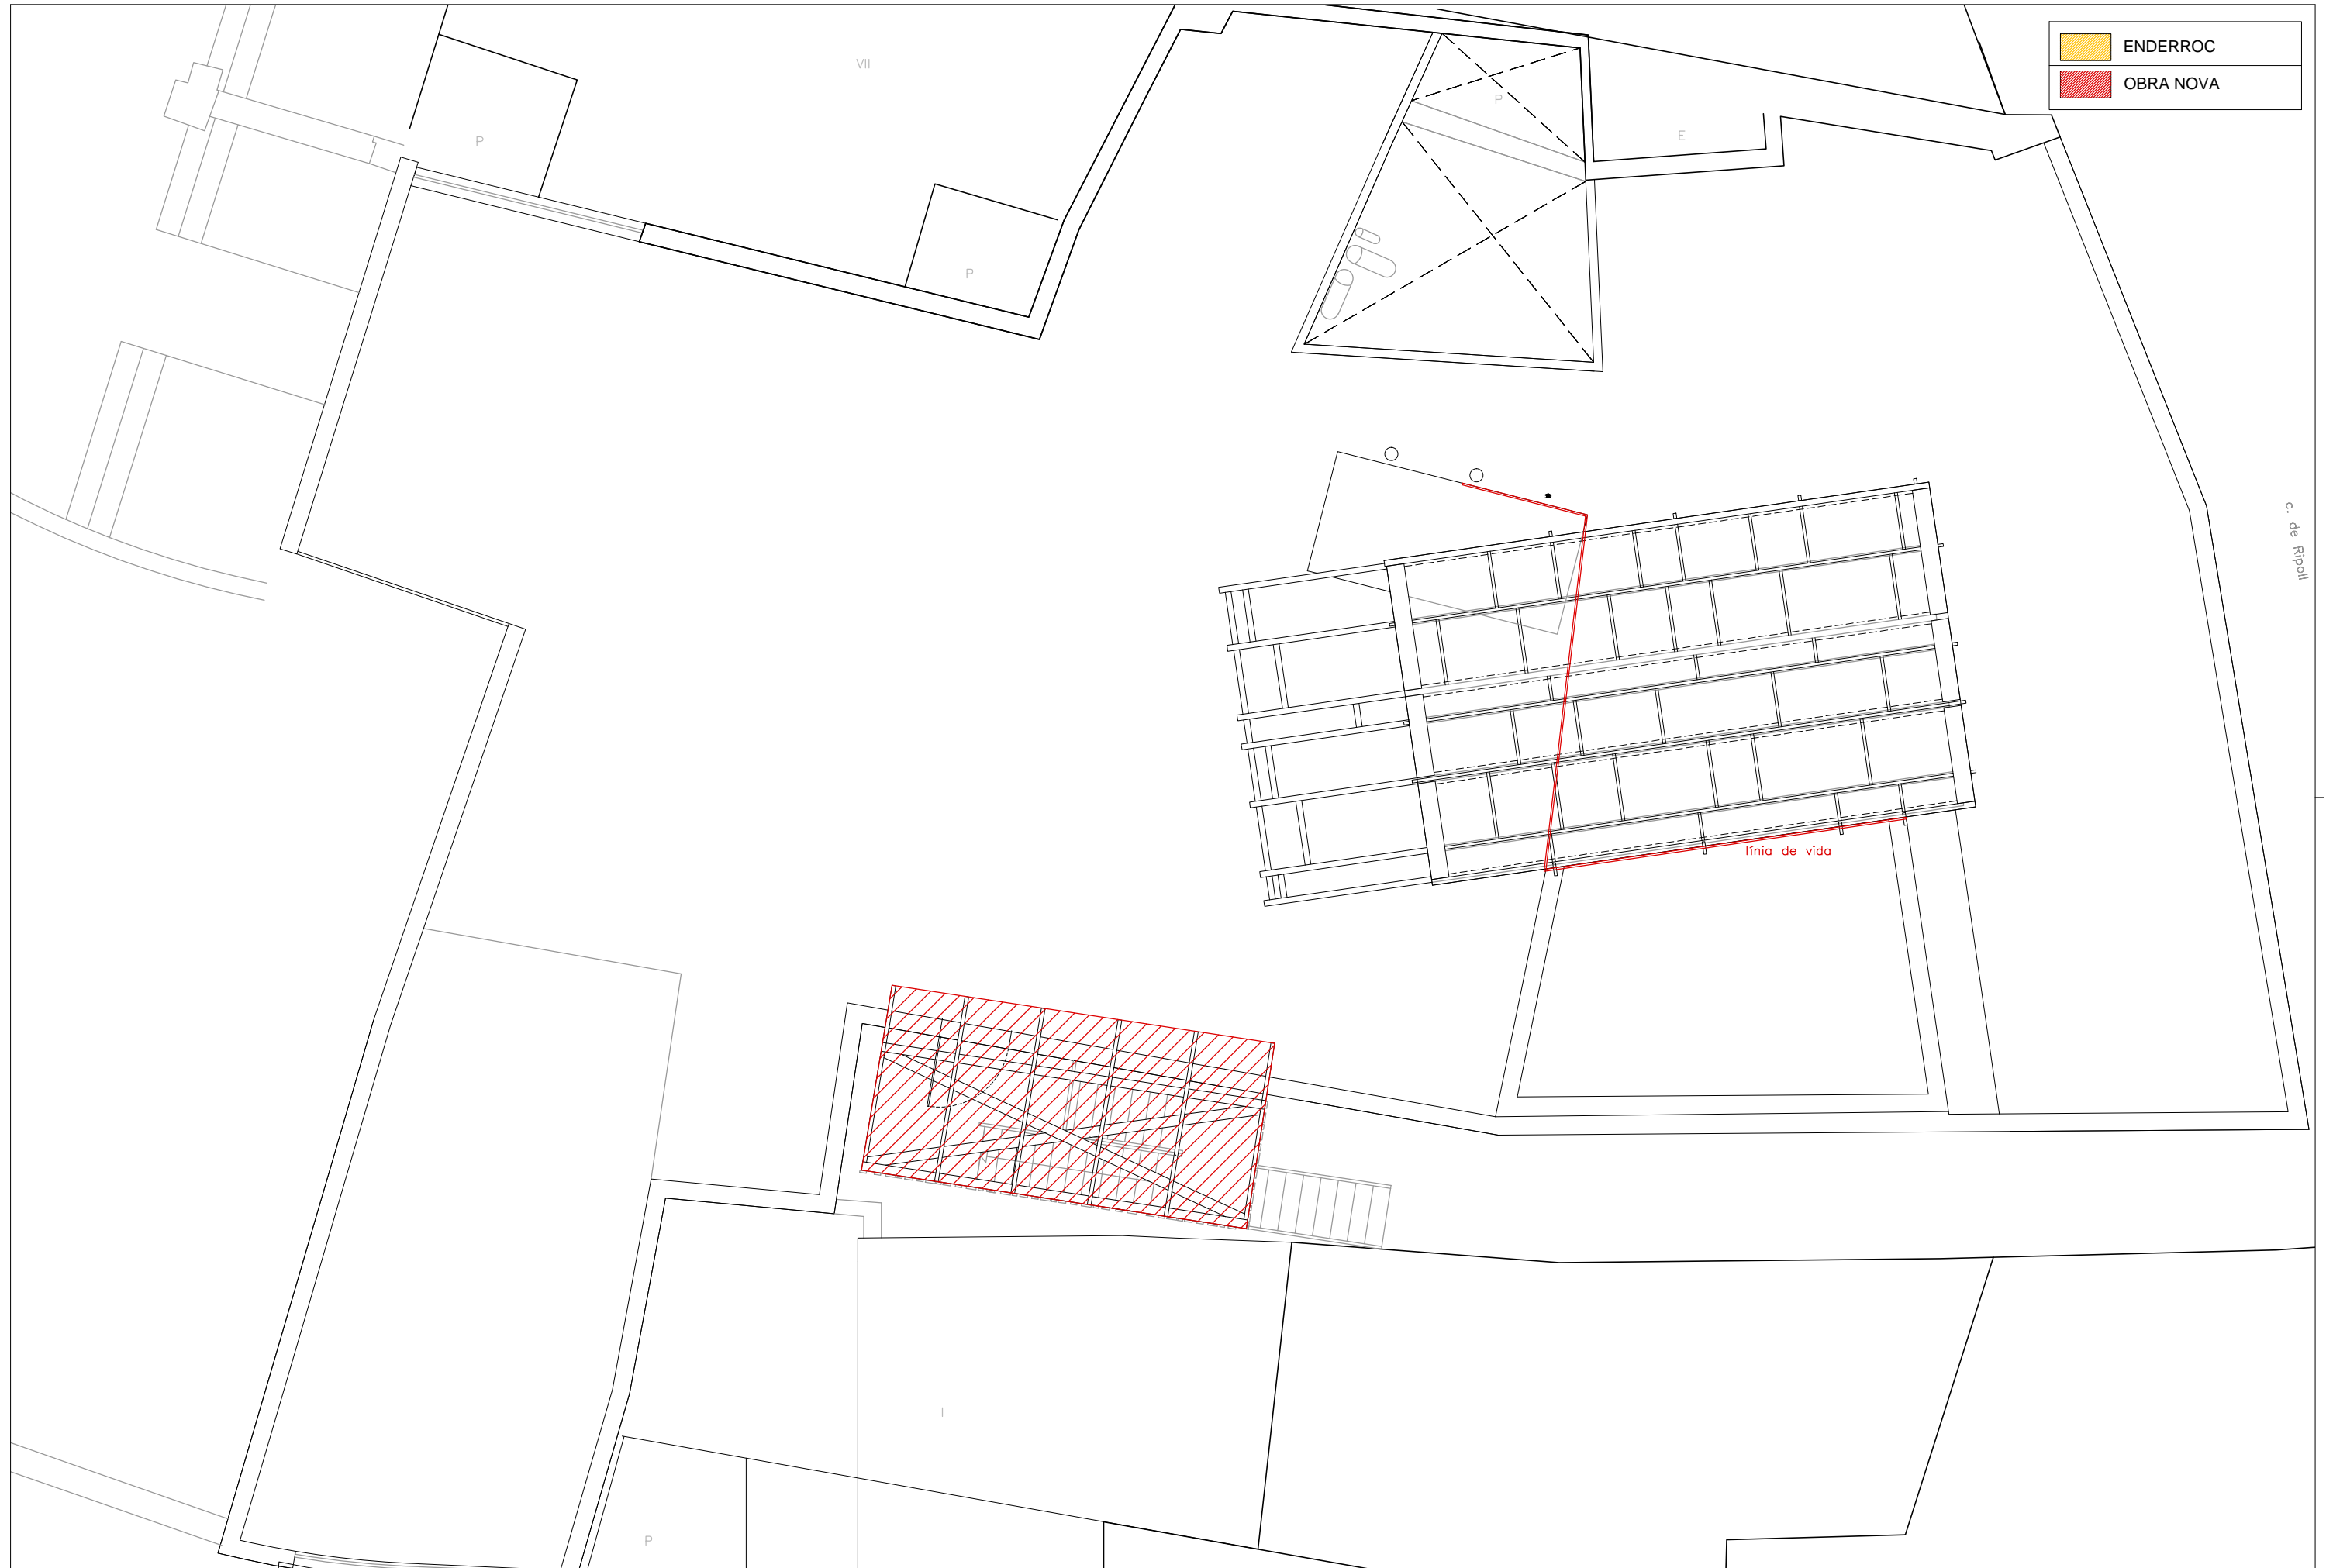 VII
ENDERROC
OBRA NOVA
P
P
E
P
c. de Ripoll
línia de vida
I
P